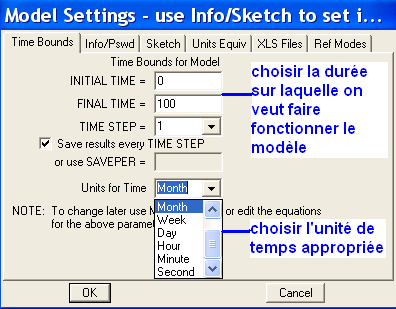 Model Settings - use Info/Sketch to set i...
Time Bounds
Info/Pswd
Sketch
Units Equiv
XLS Files
Ref Modes
Time Bounds for Model
INITIAL TIME = 0
FINAL TIME = 100
TIME STEP = 1
Save results every TIME STEP
or use SAVEPER =
choisir la durée
sur laquelle on
veut faire
fonctionner le
modèle
Units for Time Month
Month
Week
Day
Hour
Minute
Second
NOTE: To change later use M or edit the equations
for the above paramet
choisir l'unité de
temps appropriée
OK
Cancel